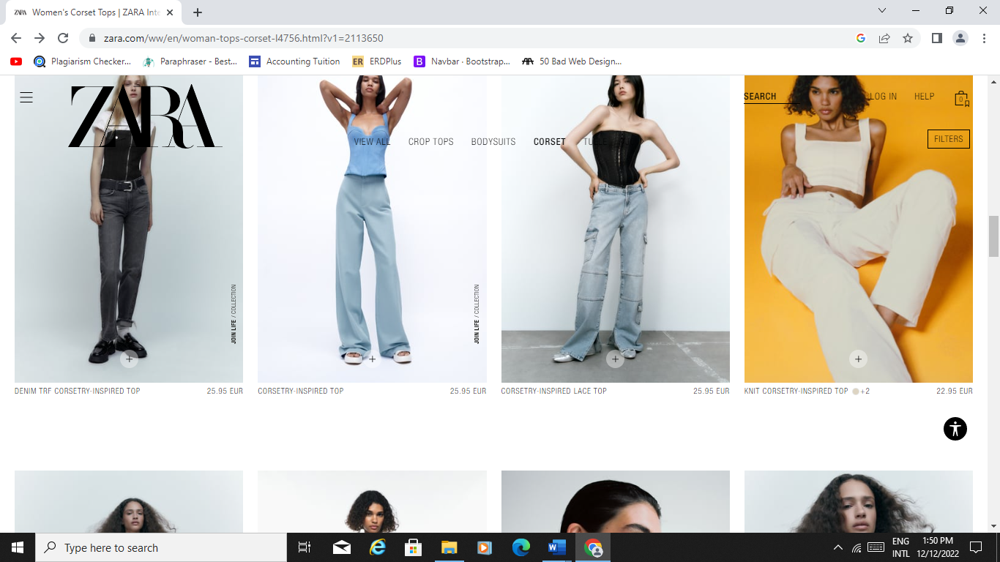 ZARA Women's Corset Tops | ZARA Inte
zara.com/ww/en/woman-tops-corset-l4756.html?v1=2113650
Plagiarism Checker... Paraphraser - Best... Accounting Tuition ER ERDPlus B Navbar · Bootstrap... 50 Bad Web Design...
ZARA
SEARCH LOG IN HELP 0
VIEW ALL CROP TOPS BODYSUITS CORSET
FILTERS
JOIN LIFE / COLLECTION
JOIN LIFE / COLLECTION
DENIM TRF CORSETRY-INSPIRED TOP 25.95 EUR
CORSETRY-INSPIRED TOP 25.95 EUR
CORSETRY-INSPIRED LACE TOP 25.95 EUR
KNIT CORSETRY-INSPIRED TOP +2 22.95 EUR
Type here to search
ENG
INTL
1:50 PM
12/12/2022